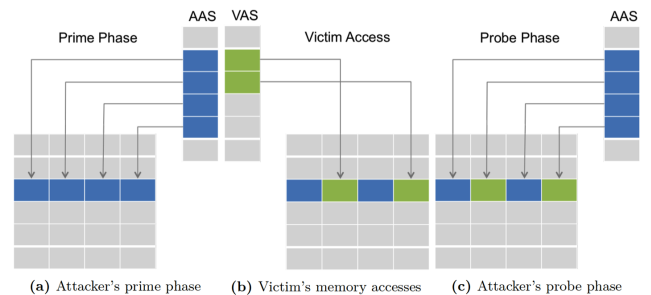 AAS VAS AAS
Prime Phase Victim Access Probe Phase
(a) Attacker's prime phase (b) Victim's memory accesses (c) Attacker's probe phase